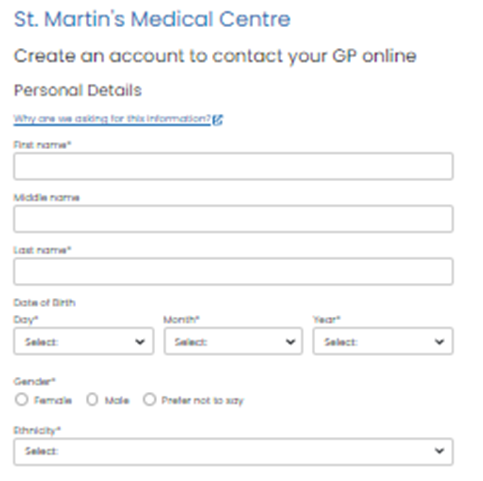 St. Martin's Medical Centre
Create an account to contact your GP online
Personal Details
Why are we asking for this information?
First name*
Middle name
Last name*
Date of Birth
Day* Month* Year*
Select: Select: Select:
Gender*
Female Male Prefer not to say
Ethnicity*
Select: